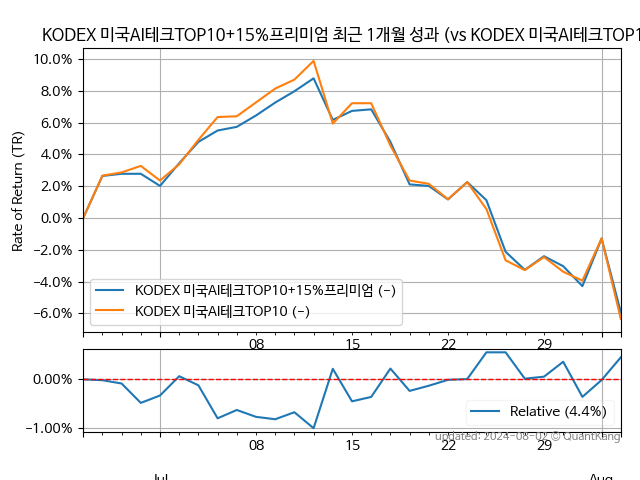 KODEX 미국AI테크TOP10+15%프리미엄 최근 1개월 성과 (vs KODEX 미국AI테크TOP1
10.0%
8.0%
6.0%
4.0%
2.0%
0.0%
−2.0%
−4.0%
−6.0%
Rate of Return (TR)
KODEX 미국AI테크TOP10+15%프리미엄 (−)
KODEX 미국AI테크TOP10 (−)
08 15 22 29
0.00%
−1.00%
Relative (4.4%)
08 15 22 29
updated: 2024-08-02 © QuantKang
Jul Aug